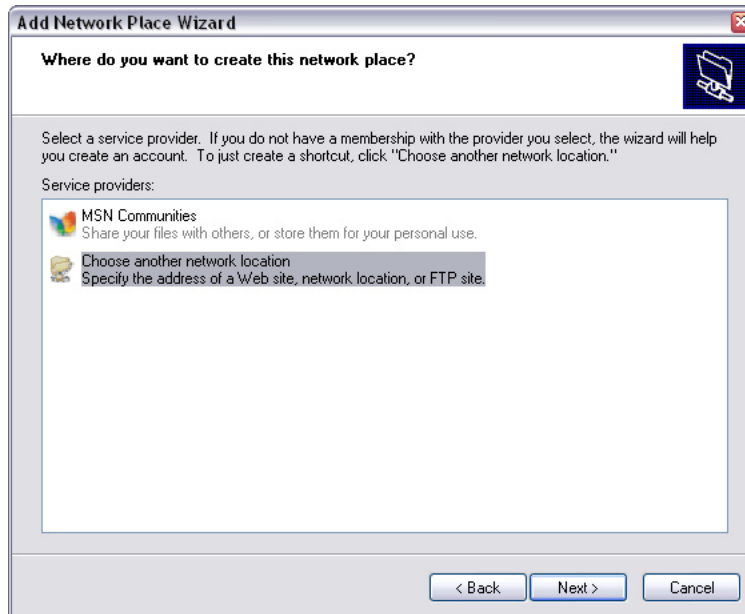 Add Network Place Wizard
Where do you want to create this network place?
Select a service provider. If you do not have a membership with the provider you select, the wizard will help
you create an account. To just create a shortcut, click "Choose another network location."
Service providers:
MSN Communities
Share your files with others, or store them for your personal use.
Choose another network location
Specify the address of a Web site, network location, or FTP site.
< Back Next > Cancel